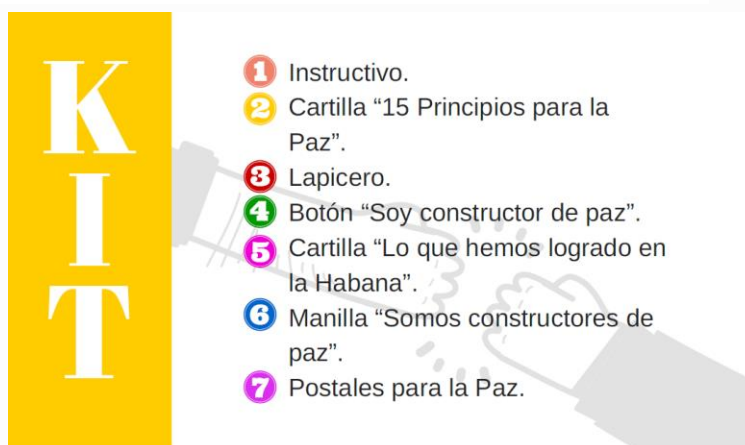 KIT
1 Instructivo.
2 Cartilla “15 Principios para la
Paz”.
3 Lapicero.
4 Botón “Soy constructor de paz”.
5 Cartilla “Lo que hemos logrado en
la Habana”.
6 Manilla “Somos constructores de
paz”.
7 Postales para la Paz.